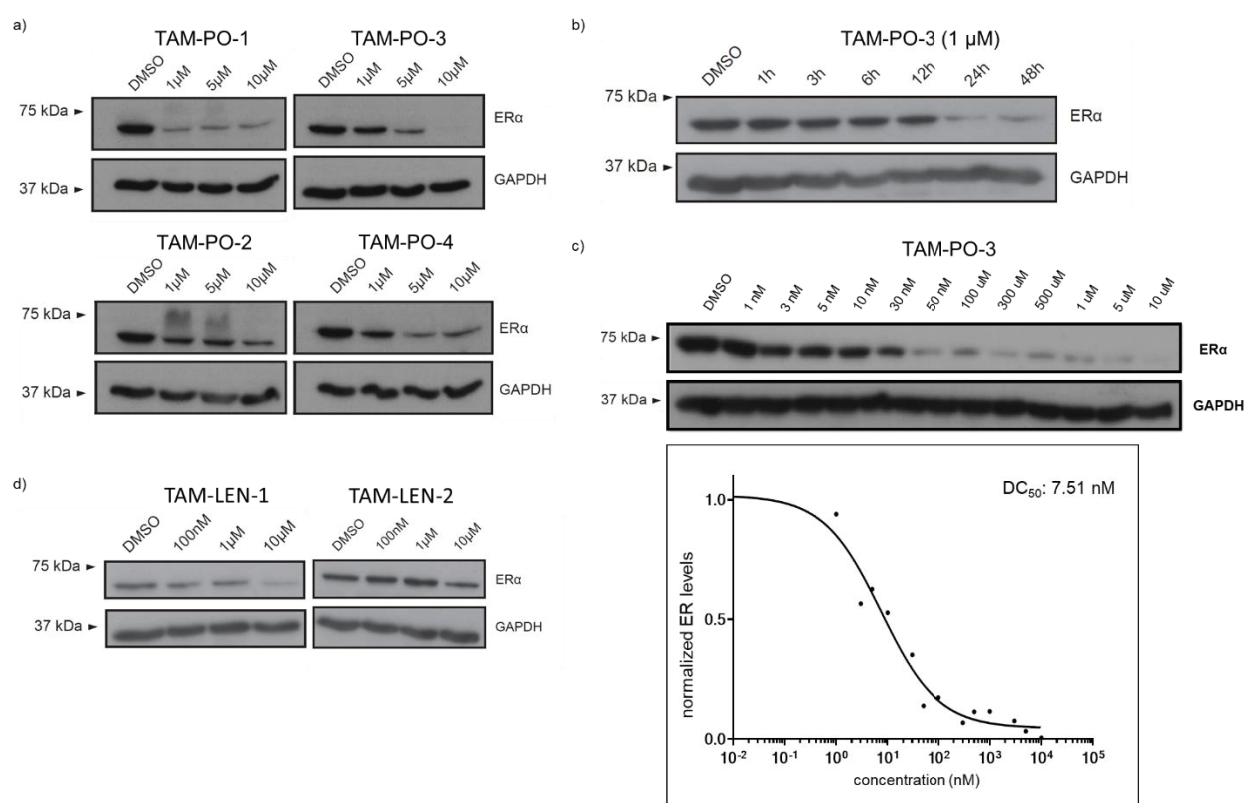 a)
TAM-PO-1
DMSO 1µM 5µM 10µM
75 kDa ►
37 kDa ►
TAM-PO-3
DMSO 1µM 5µM 10µM
ERα
GAPDH
TAM-PO-2
DMSO 1µM 5µM 10µM
75 kDa ►
37 kDa ►
TAM-PO-4
DMSO 1µM 5µM 10µM
ERα
GAPDH
b)
TAM-PO-3 (1 µM)
DMSO 1h 3h 6h 12h 24h 48h
75 kDa ►
ERα
37 kDa ►
GAPDH
c)
TAM-PO-3
DMSO 1 nM 3 nM 5 nM 10 nM 30 nM 50 nM 100 uM 300 uM 500 uM 1 uM 5 uM 10 uM
75 kDa ►
ERα
37 kDa ►
GAPDH
DC50: 7.51 nM
normalized ER levels
1.0
0.5
0.0
10-2 10-1 100 101 102 103 104 105
concentration (nM)
d)
TAM-LEN-1
DMSO 100nM 1µM 10µM
75 kDa ►
37 kDa ►
TAM-LEN-2
DMSO 100nM 1µM 10µM
ERα
GAPDH